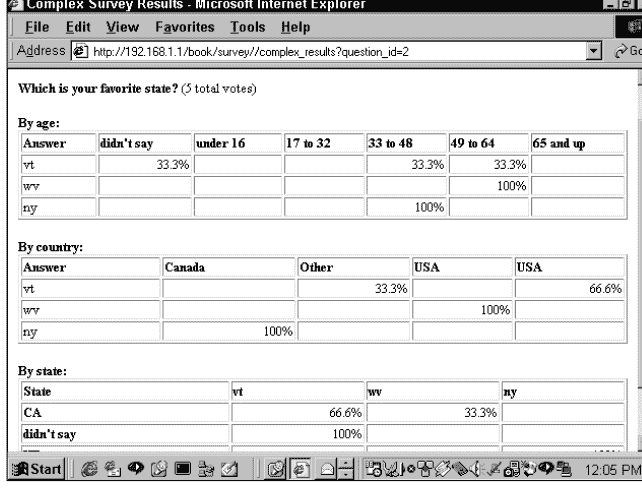 Complex Survey Results - Microsoft Internet Explorer
File Edit View Favorites Tools Help
Address http://192.168.1.1/book/survey//complex_results?question_id=2 Go
Which is your favorite state? (5 total votes)
By age:
Answer didn't say under 16 17 to 32 33 to 48 49 to 64 65 and up
vt 33.3% 33.3% 33.3%
wv 100%
ny 100%
By country:
Answer Canada Other USA USA
vt 33.3% 66.6%
wv 100%
ny 100%
By state:
State vt wv ny
CA 66.6% 33.3%
didn't say 100%
Start 12:05 PM